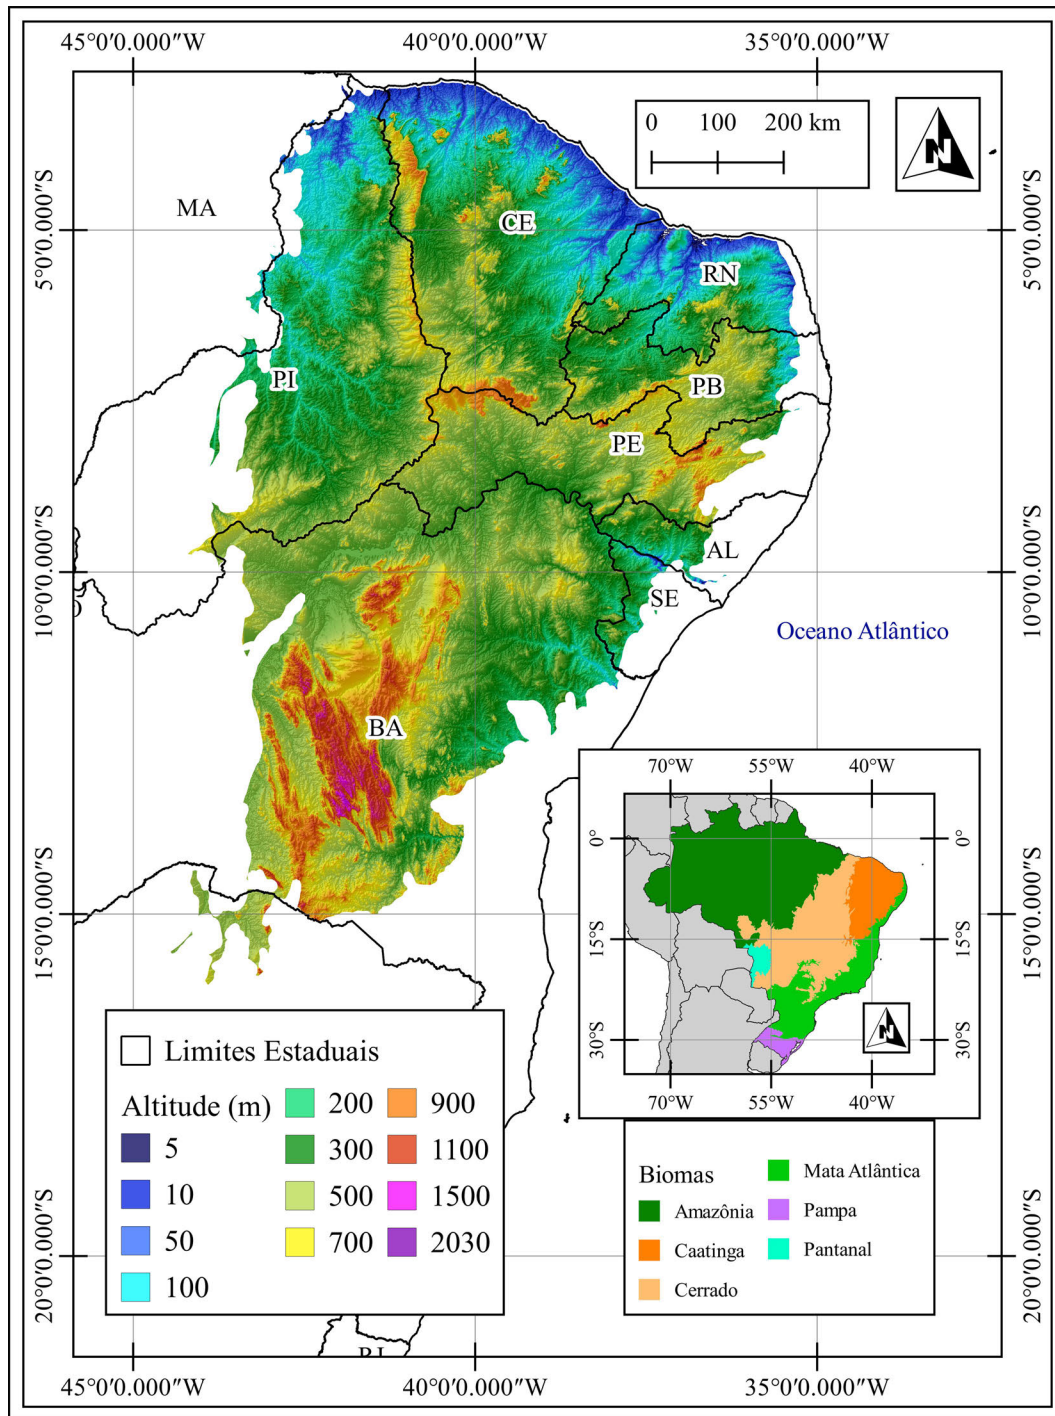 45°0'0.000"W 40°0'0.000"W 35°0'0.000"W
0 100 200 km
N
MA
CE
5°0'0.000"S
5°0'0.000"S
RN
PI
PB
PE
10°0'0.000"S
10°0'0.000"S
AL
SE
Oceano Atlântico
BA
70°W 55°W 40°W
0°
0°
15°S
15°S
15°0'0.000"S
15°0'0.000"S
N
30°S
30°S
70°W 55°W 40°W
Limites Estaduais
Altitude (m)
5
10
50
100
200
300
500
700
900
1100
1500
2030
Biomas
Amazônia
Caatinga
Cerrado
Mata Atlântica
Pampa
Pantanal
20°0'0.000"S
20°0'0.000"S
45°0'0.000"W 40°0'0.000"W 35°0'0.000"W